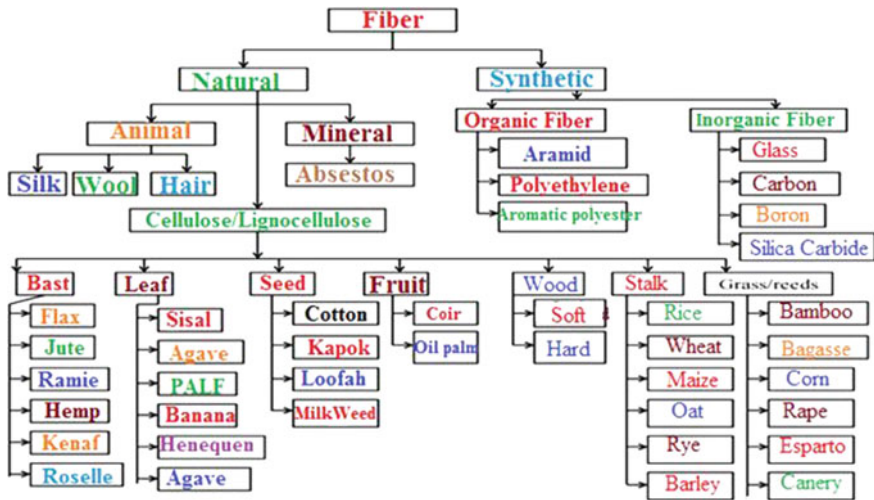 Fiber
Natural
Synthetic
Animal
Mineral
Organic Fiber
Inorganic Fiber
Silk
Wool
Hair
Absestos
Aramid
Polyethylene
Aromatic polyester
Glass
Carbon
Boron
Silica Carbide
Cellulose/Lignocellulose
Bast
Leaf
Seed
Fruit
Wood
Stalk
Grass/reeds
Flax
Jute
Ramie
Hemp
Kenaf
Roselle
Sisal
Agave
PALF
Banana
Henequen
Agave
Cotton
Kapok
Loofah
MilkWeed
Coir
Oil palm
Soft
Hard
Rice
Wheat
Maize
Oat
Rye
Barley
Bamboo
Bagasse
Corn
Rape
Esparto
Canery